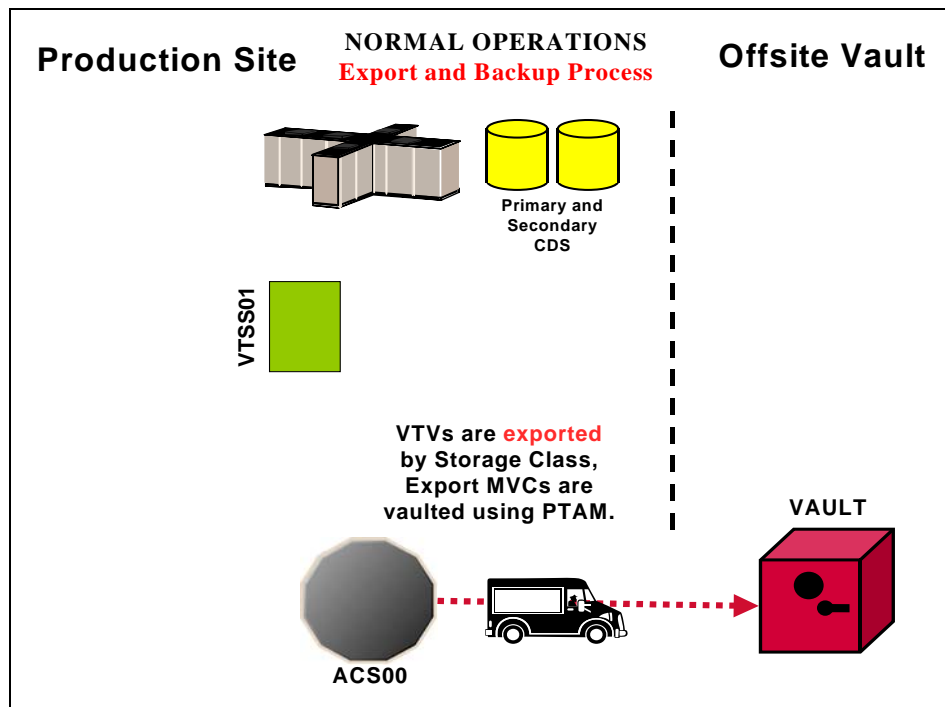 Production Site
NORMAL OPERATIONS
Export and Backup Process
Offsite Vault
Primary and
Secondary
CDS
VTSS01
VTVs are exported
by Storage Class,
Export MVCs are
vaulted using PTAM.
VAULT
ACS00